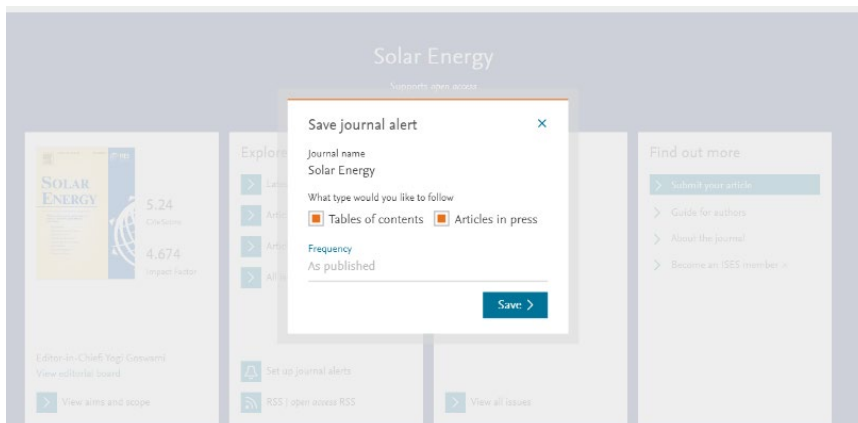 Solar Energy
Supports open access
Save journal alert
Journal name
Solar Energy
What type would you like to follow
Tables of contents Articles in press
Frequency
As published
Save
SOLAR
ENERGY
5.24
CiteScore
4.674
Impact Factor
Editor-in-Chief: Yogi Goswami
View editorial board
View aims and scope
Explore
Set up journal alerts
RSS | open access RSS
View all issues
Find out more
Submit your article
Guide for authors
About the journal
Become an ISES member